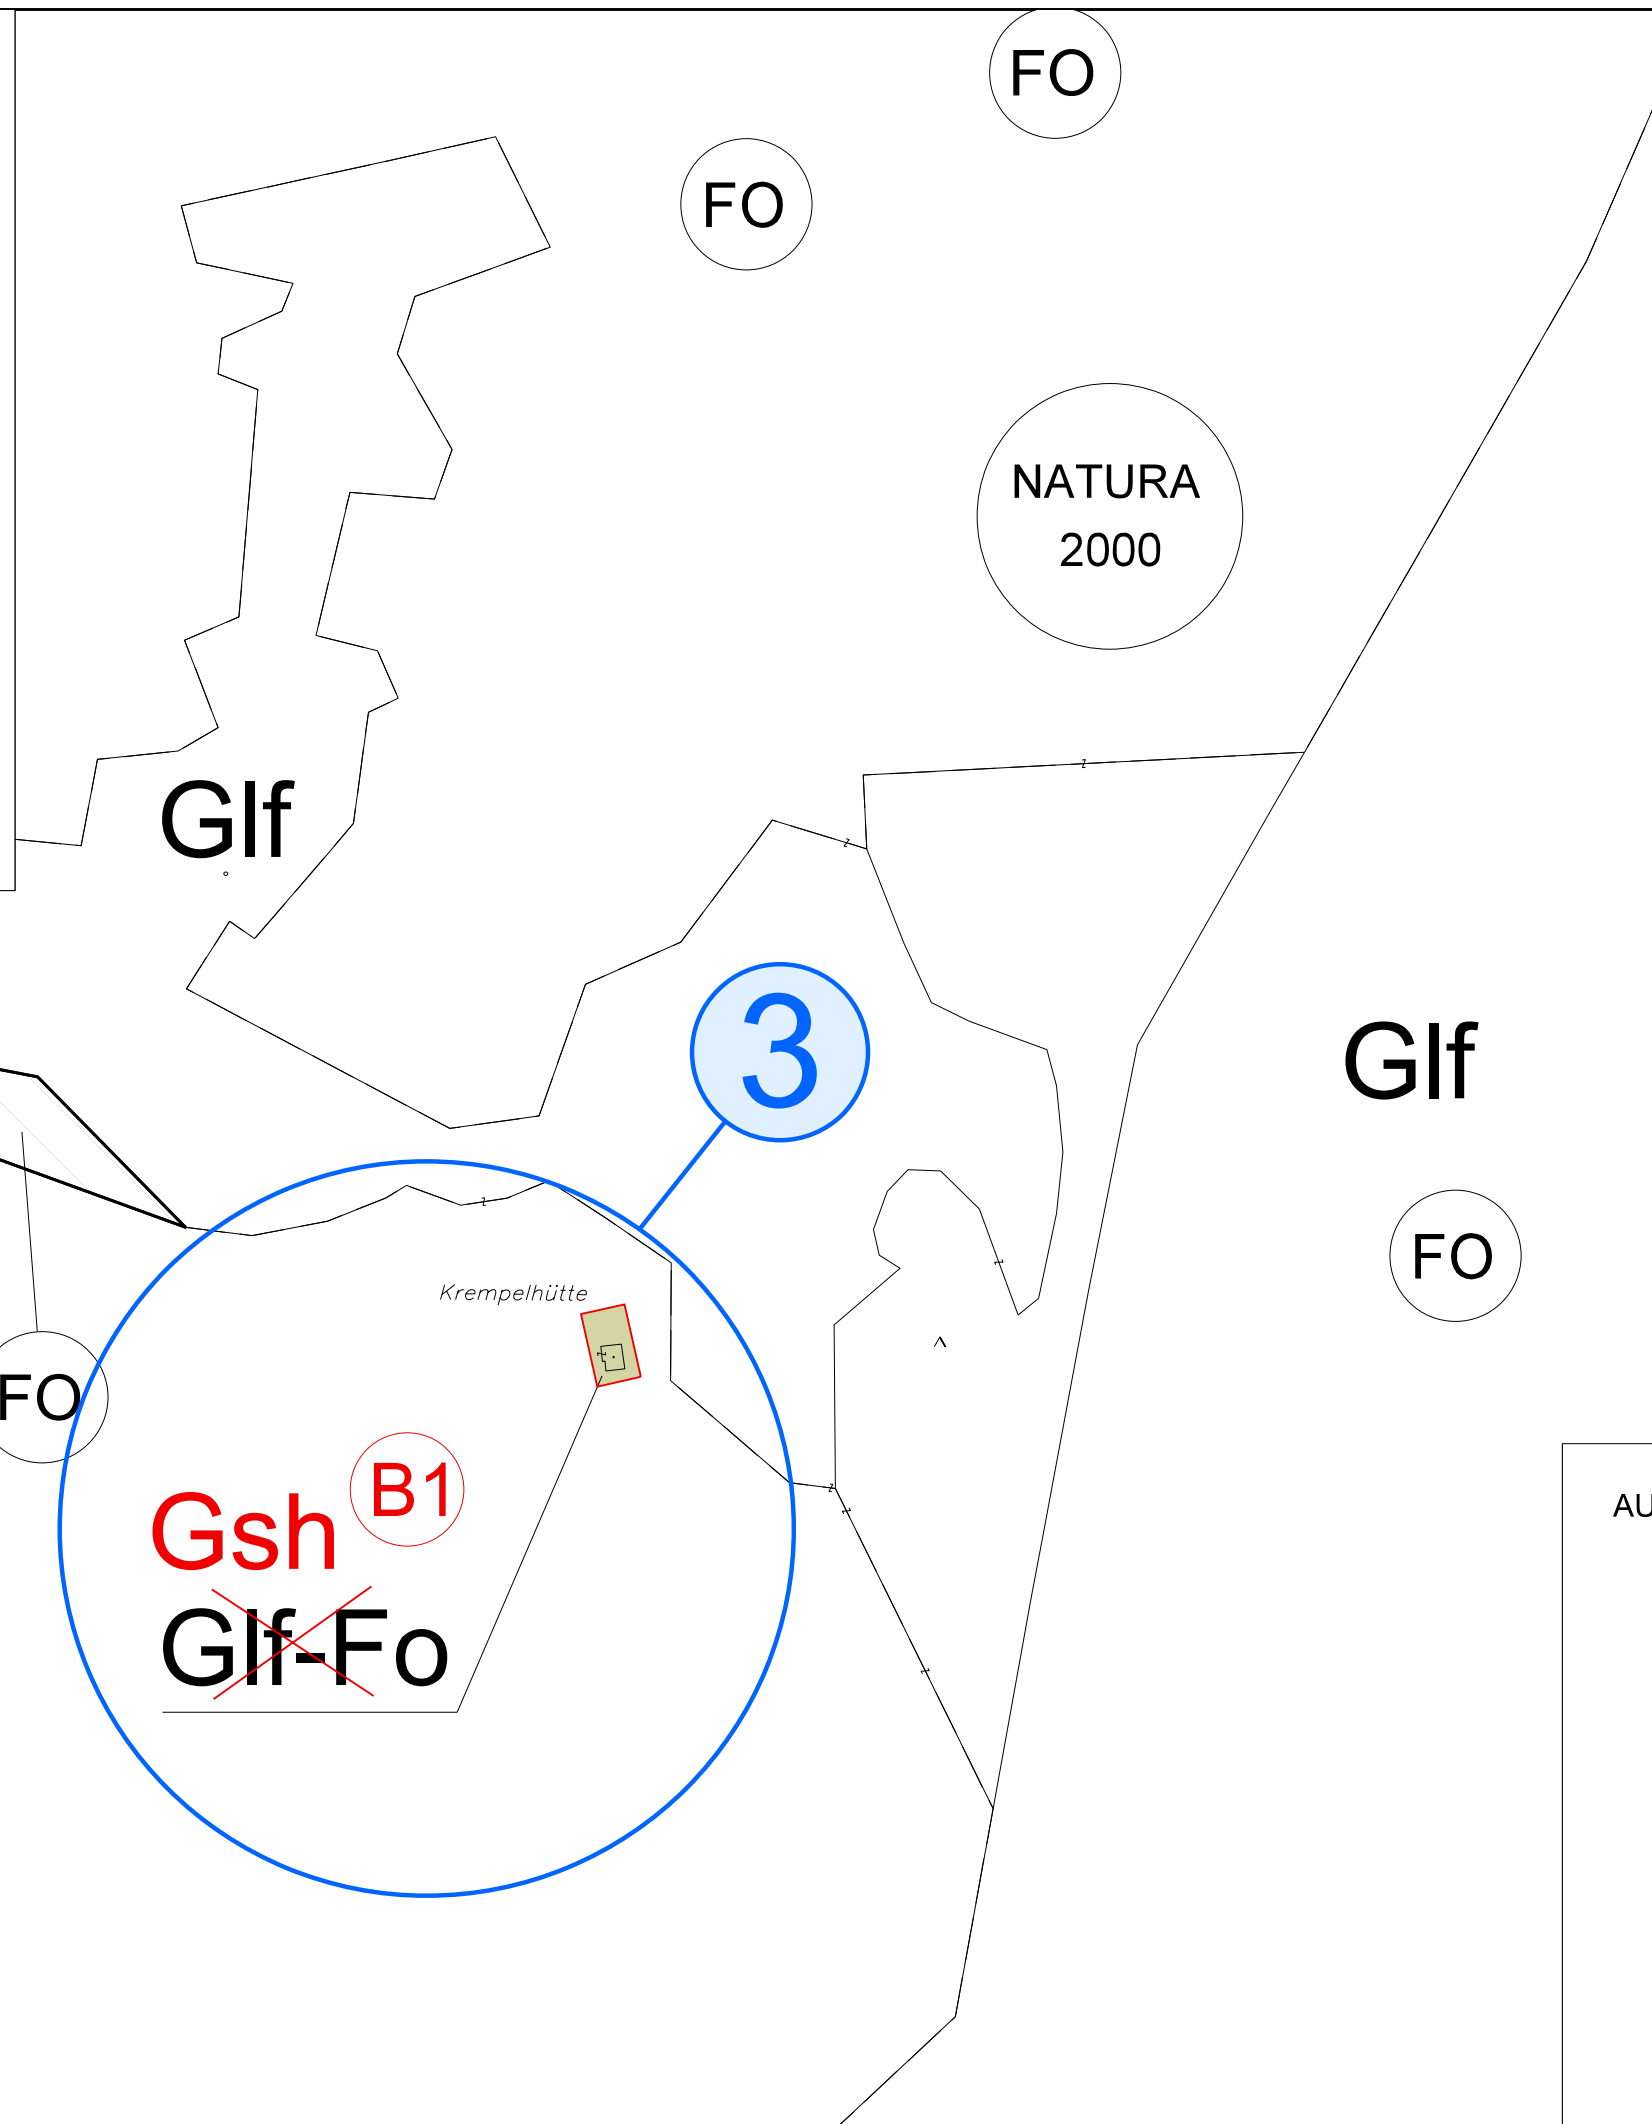 FO
FO
NATURA
2000
Glf
3
Glf
FO
Krempelhütte
FO
B1
Gsh
Glf-Fo
AU